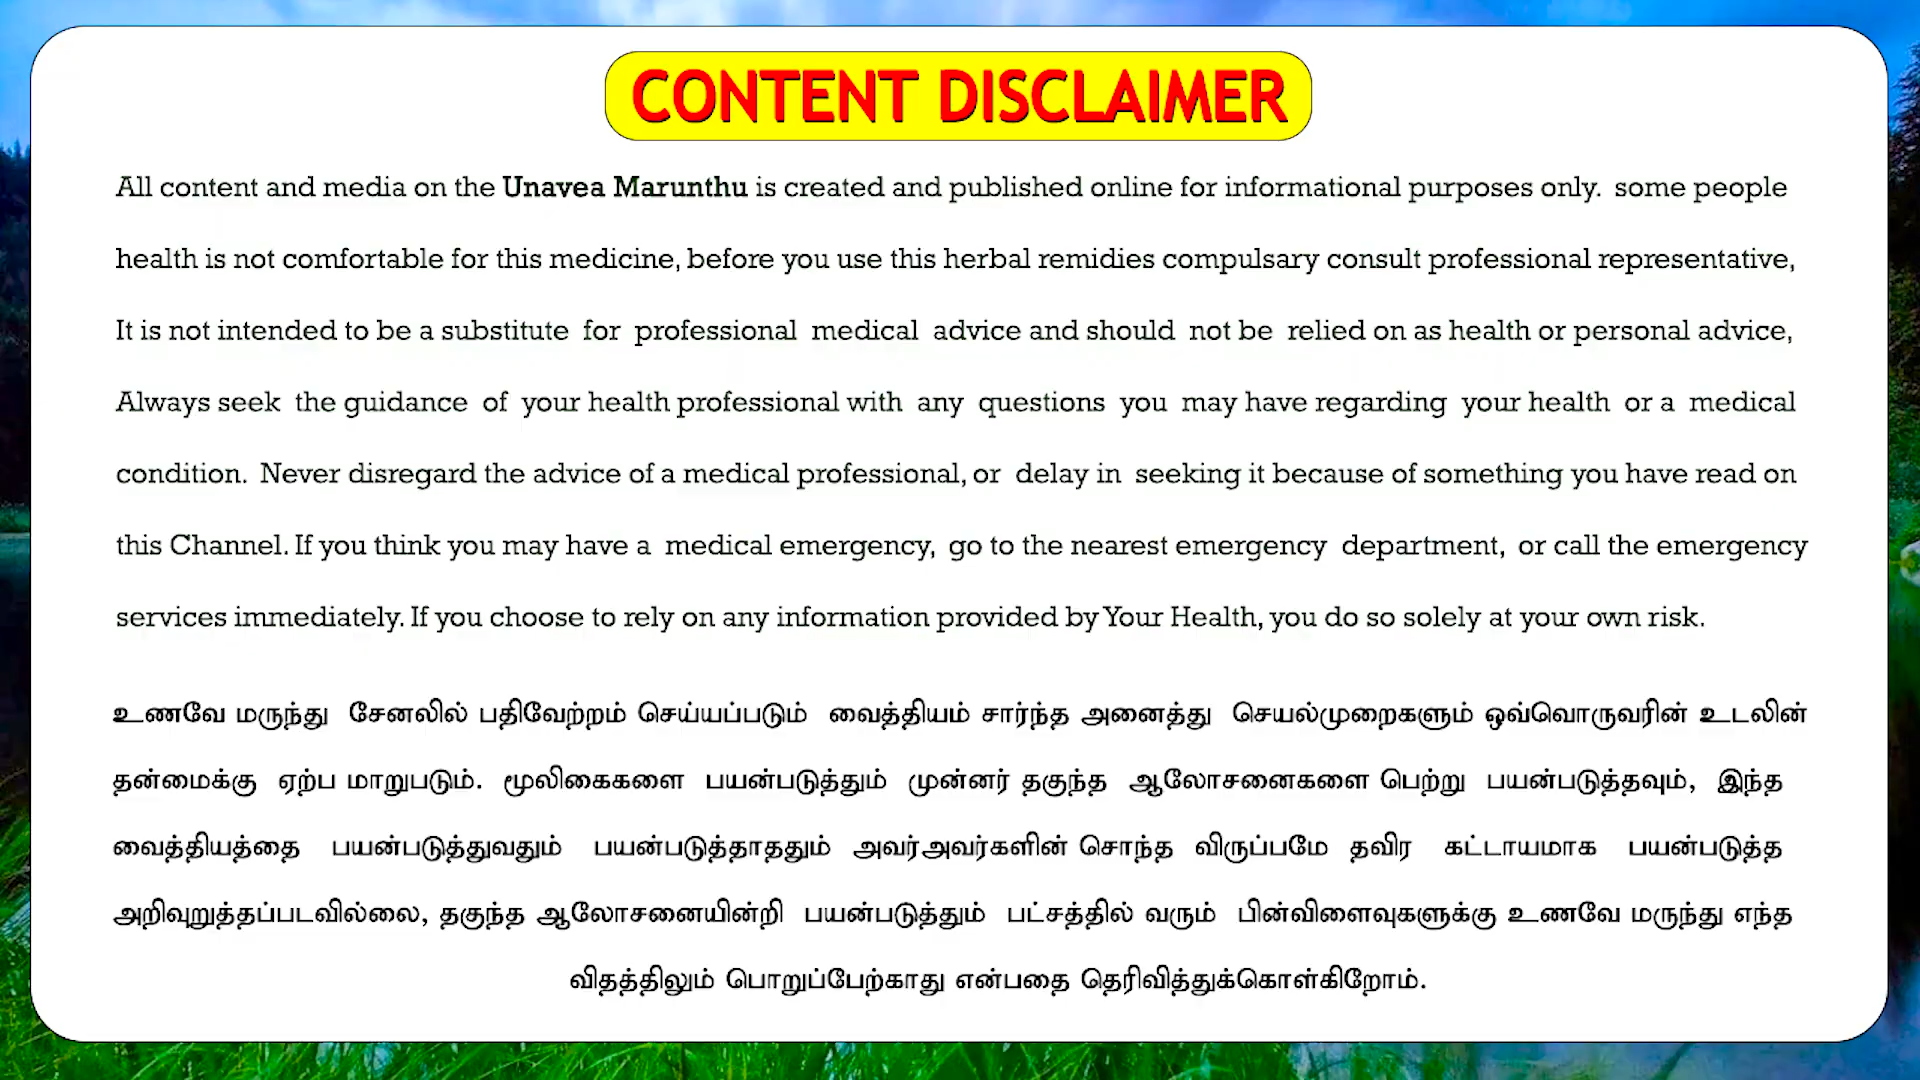 CONTENT DISCLAIMER
All content and media on the Unavea Marunthu is created and published online for informational purposes only. some people
health is not comfortable for this medicine, before you use this herbal remidies compulsary consult professional representative,
It is not intended to be a substitute for professional medical advice and should not be relied on as health or personal advice,
Always seek the guidance of your health professional with any questions you may have regarding your health or a medical
condition. Never disregard the advice of a medical professional, or delay in seeking it because of something you have read on
this Channel. If you think you may have a medical emergency, go to the nearest emergency department, or call the emergency
services immediately. If you choose to rely on any information provided by Your Health, you do so solely at your own risk.
உணவே மருந்து சேனலில் பதிவேற்றம் செய்யப்படும் வைத்தியம் சார்ந்த அனைத்து செயல்முறைகளும் ஒவ்வொருவரின் உடலின்
தன்மைக்கு ஏற்ப மாறுபடும். மூலிகைகளை பயன்படுத்தும் முன்னர் தகுந்த ஆலோசனைகளை பெற்று பயன்படுத்தவும், இந்த
வைத்தியத்தை பயன்படுத்துவதும் பயன்படுத்தாததும் அவர்அவர்களின் சொந்த விருப்பமே தவிர கட்டாயமாக பயன்படுத்த
அறிவுறுத்தப்படவில்லை, தகுந்த ஆலோசனையின்றி பயன்படுத்தும் பட்சத்தில் வரும் பின்விளைவுகளுக்கு உணவே மருந்து எந்த
விதத்திலும் பொறுப்பேற்காது என்பதை தெரிவித்துக்கொள்கிறோம்.